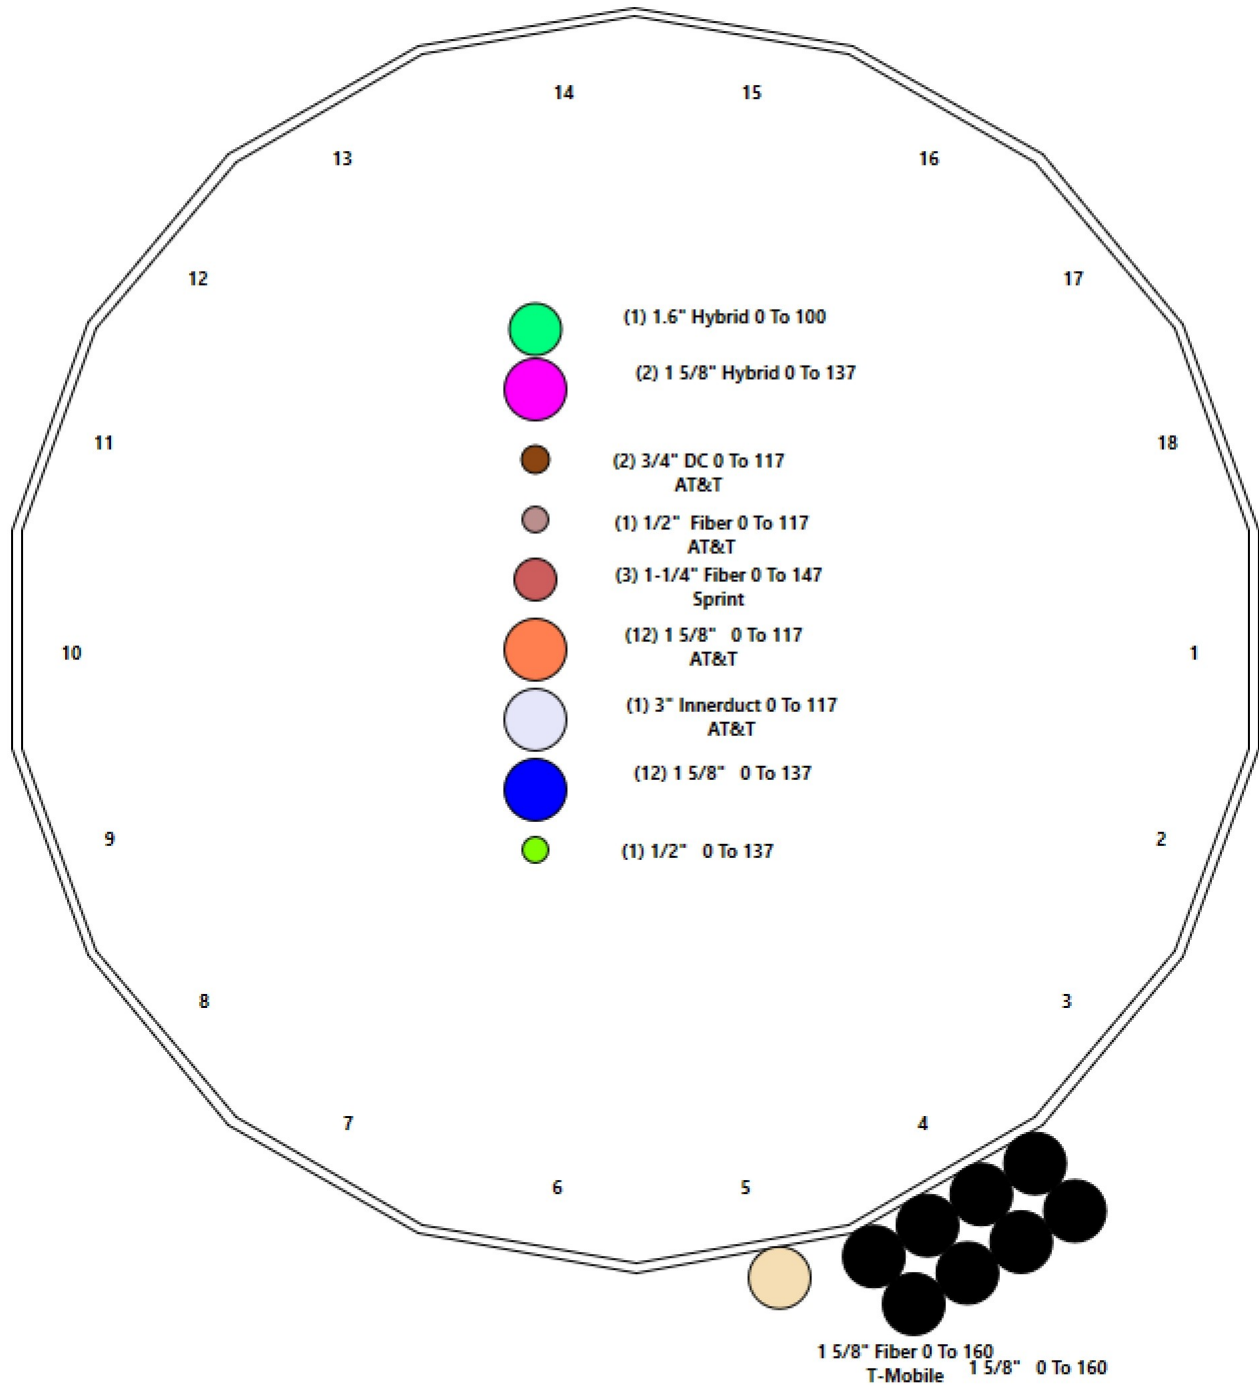 14
15
13
16
12
17
(1) 1.6" Hybrid 0 To 100
(2) 1 5/8" Hybrid 0 To 137
11
18
(2) 3/4" DC 0 To 117
AT&T
(1) 1/2" Fiber 0 To 117
AT&T
(3) 1-1/4" Fiber 0 To 147
Sprint
(12) 1 5/8" 0 To 117
AT&T
10
1
(1) 3" Innerduct 0 To 117
AT&T
(12) 1 5/8" 0 To 137
9
2
(1) 1/2" 0 To 137
8
3
7
4
6
5
1 5/8" Fiber 0 To 160
T-Mobile
1 5/8" 0 To 160